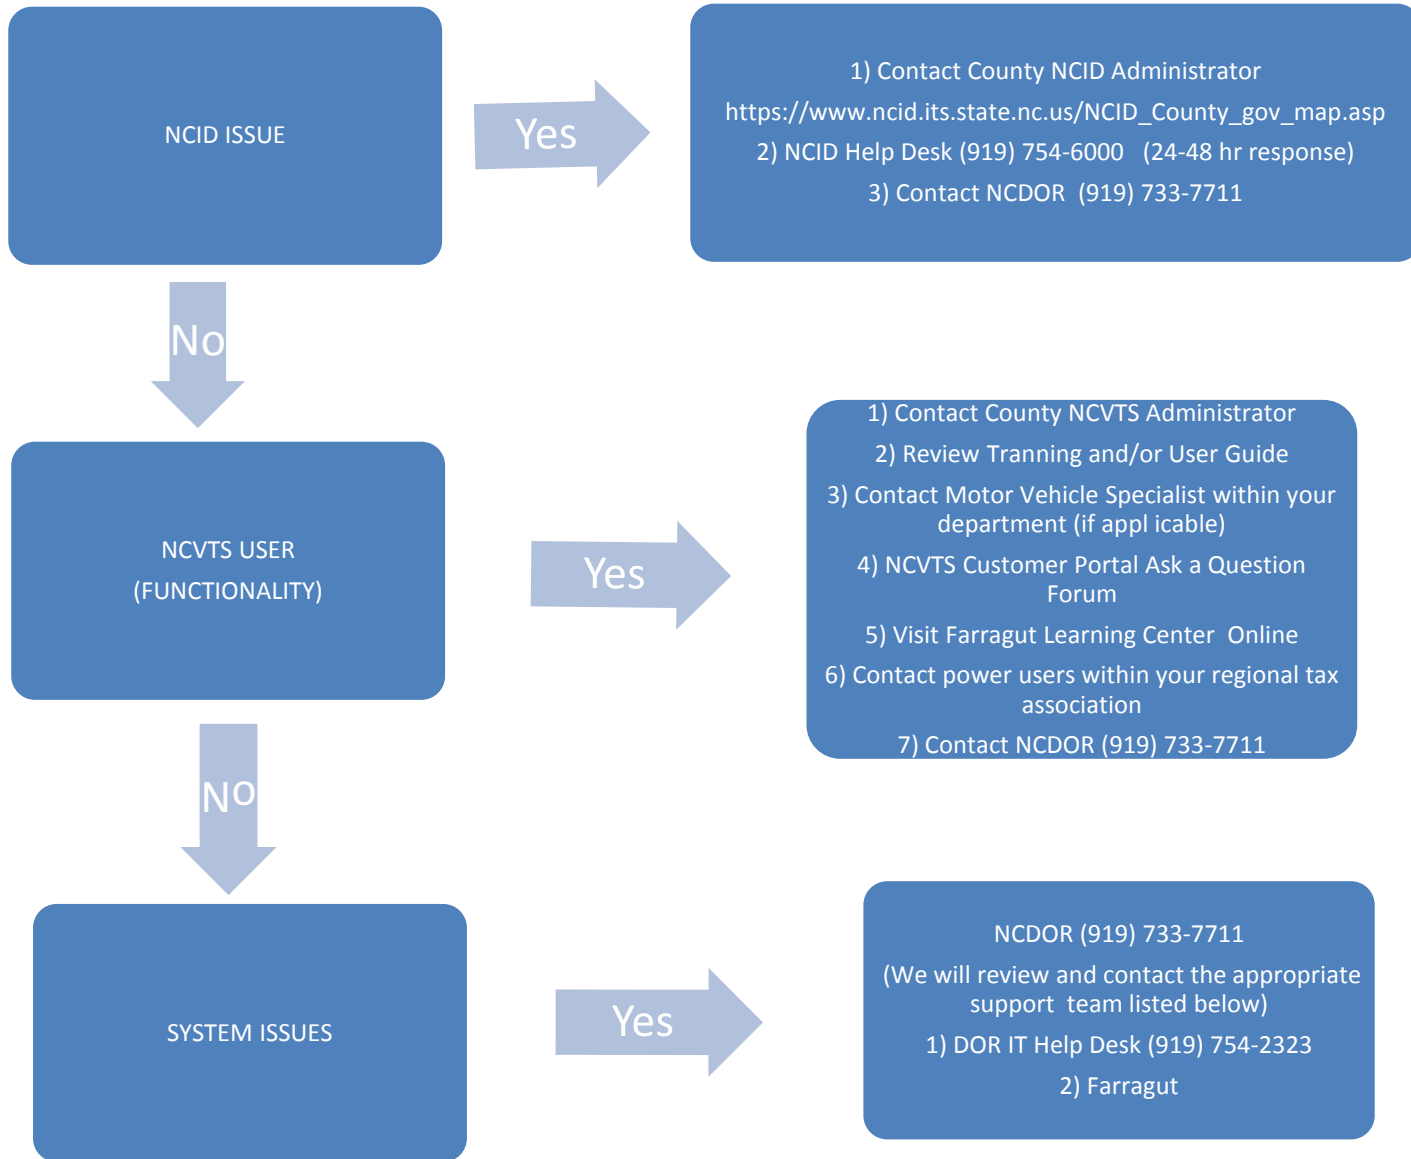 NCID ISSUE
Yes
1) Contact County NCID Administrator
https://www.ncid.its.state.nc.us/NCID_County_gov_map.asp
2) NCID Help Desk (919) 754-6000   (24-48 hr response)
3) Contact NCDOR  (919) 733-7711
No
NCVTS USER
(FUNCTIONALITY)
Yes
1) Contact County NCVTS Administrator
2) Review Tranning and/or User Guide
3) Contact Motor Vehicle Specialist within your
department (if appl icable)
4) NCVTS Customer Portal Ask a Question
Forum
5) Visit Farragut Learning Center  Online
6) Contact power users within your regional tax
association
7) Contact NCDOR (919) 733-7711
No
SYSTEM ISSUES
Yes
NCDOR (919) 733-7711
(We will review and contact the appropriate
support  team listed below)
1) DOR IT Help Desk (919) 754-2323
2) Farragut